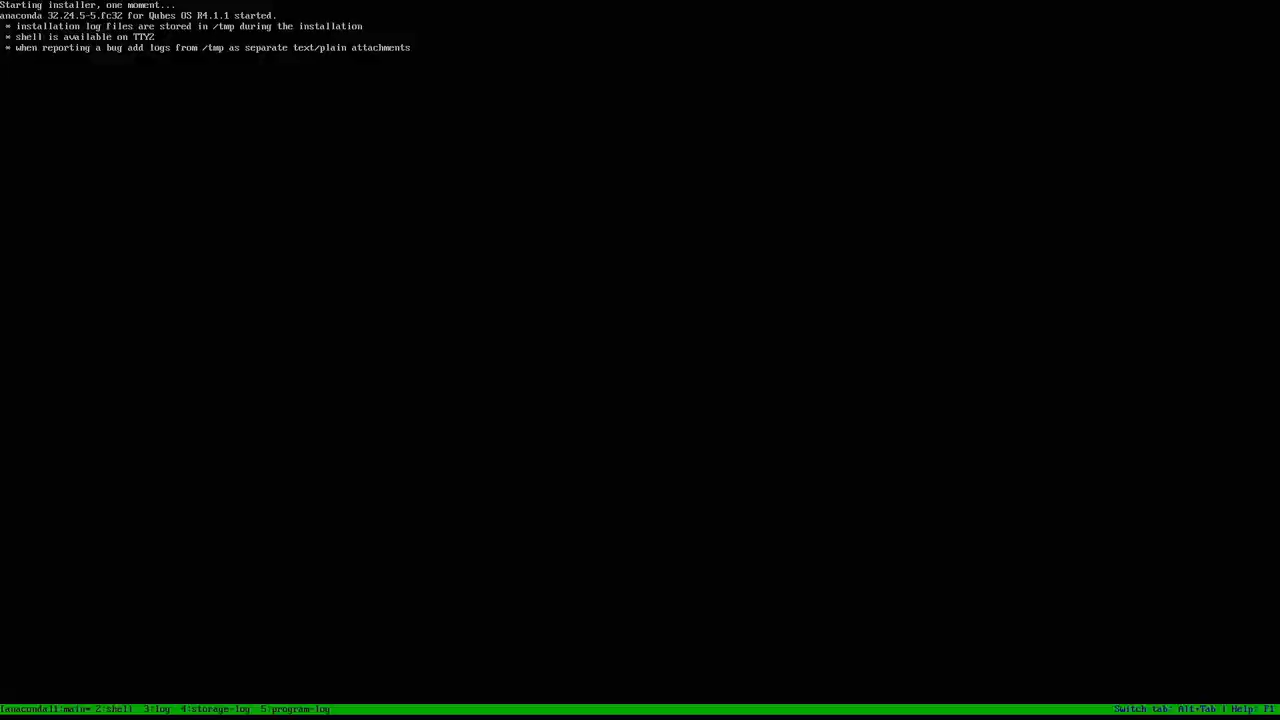 Starting installer, one moment...
anaconda 32.24.5-5.fc32 for Qubes OS R4.1.1 started.
* installation log files are stored in /tmp during the installation
* shell is available on TTY2
* when reporting a bug add logs from /tmp as separate text/plain attachments
[anaconda]1:main* 2:shell  3:log  4:storage-log  5:program-log
Switch tab: Alt+Tab | Help: F1